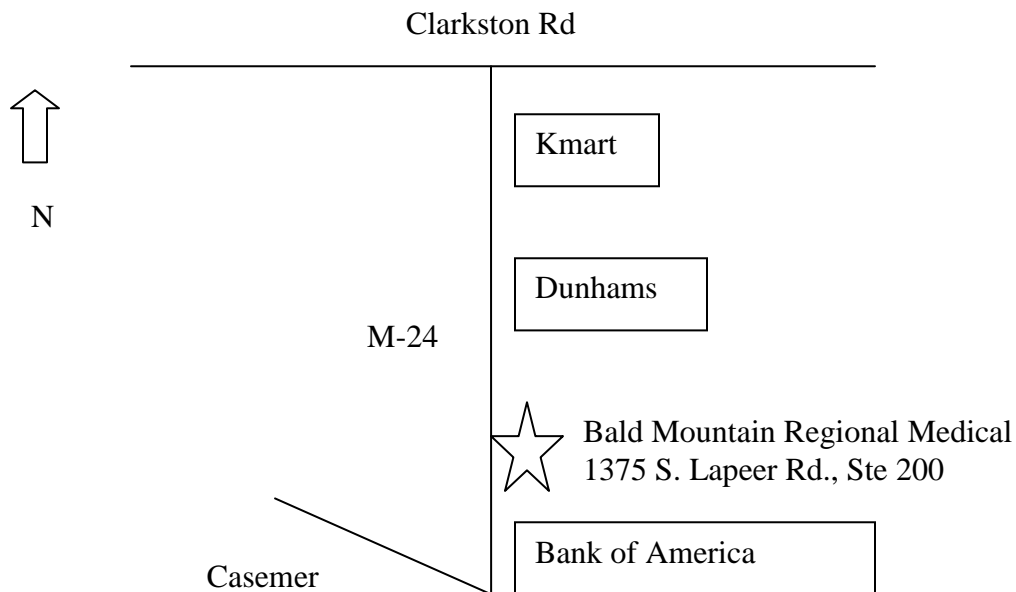 Clarkston Rd
Kmart
N
Dunhams
M-24
Bald Mountain Regional Medical
1375 S. Lapeer Rd., Ste 200
Bank of America
Casemer